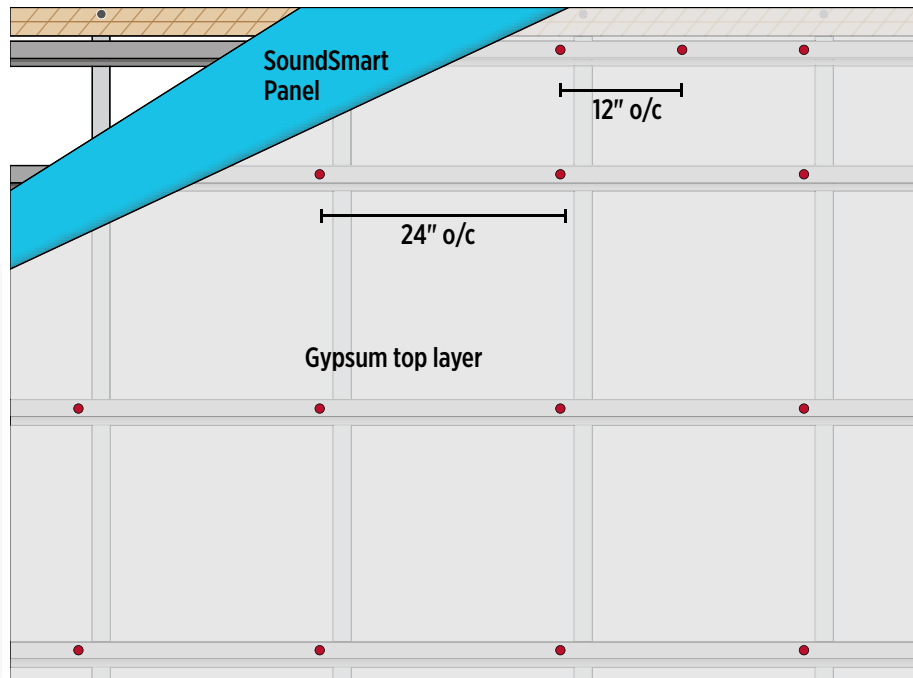 SoundSmart
Panel
12" o/c
24" o/c
Gypsum top layer